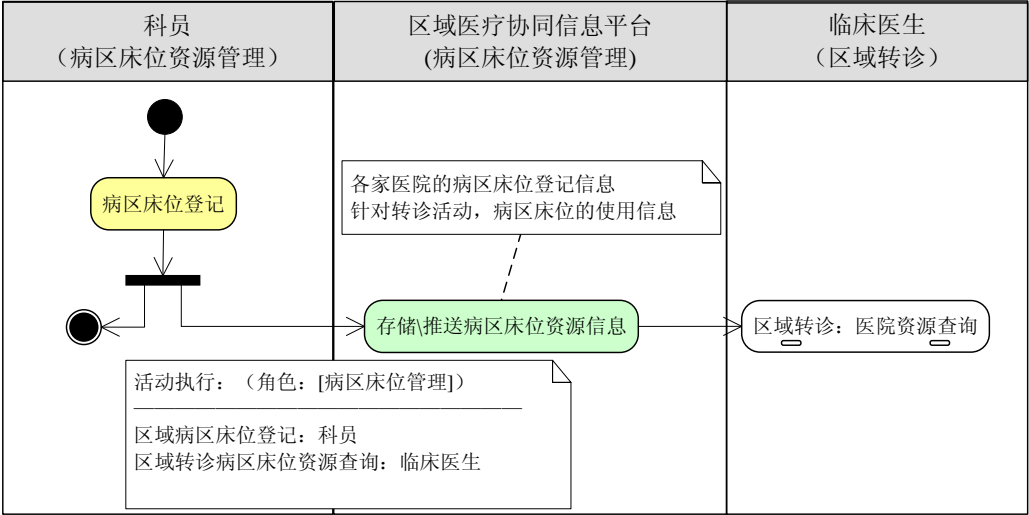 科员
（病区床位资源管理）
区域医疗协同信息平台
(病区床位资源管理)
临床医生
（区域转诊）
病区床位登记
各家医院的病区床位登记信息
针对转诊活动，病区床位的使用信息
存储\推送病区床位资源信息
区域转诊：医院资源查询
活动执行：（角色：[病区床位管理]）
区域病区床位登记：科员
区域转诊病区床位资源查询：临床医生